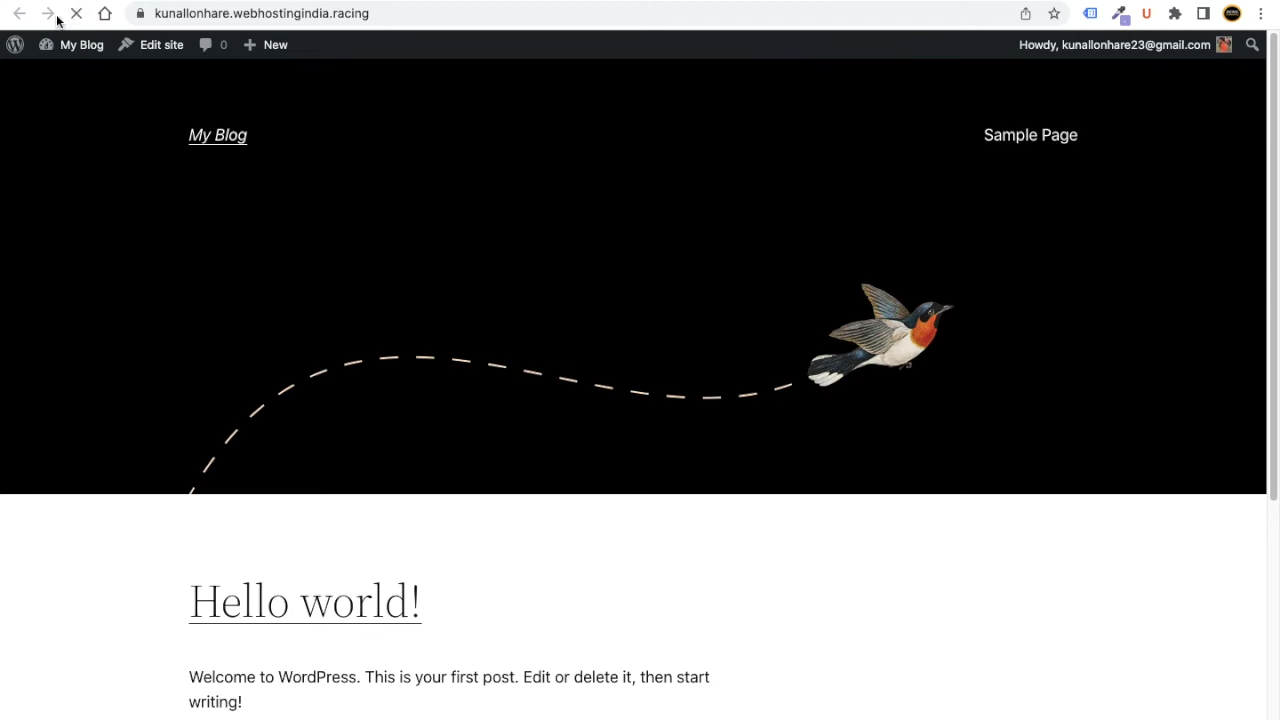 kunallonhare.webhostingindia.racing
My Blog
Edit site
0
New
Howdy, kunallonhare23@gmail.com
My Blog
Sample Page
Hello world!
Welcome to WordPress. This is your first post. Edit or delete it, then start
writing!